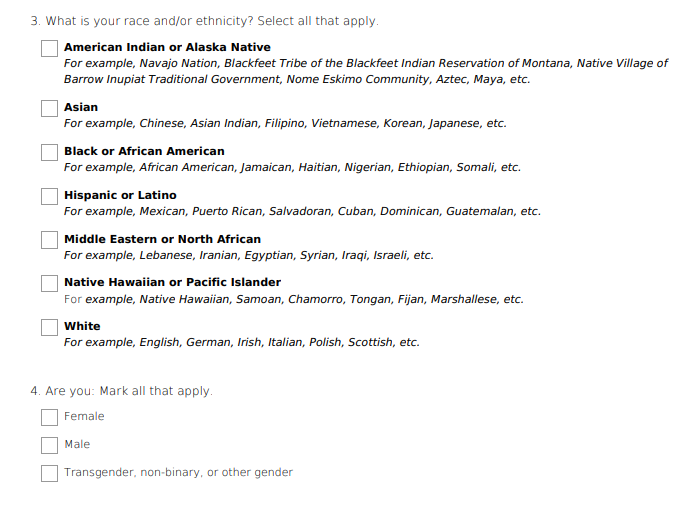 3. What is your race and/or ethnicity? Select all that apply.
American Indian or Alaska Native
For example, Navajo Nation, Blackfeet Tribe of the Blackfeet Indian Reservation of Montana, Native Village of
Barrow Inupiat Traditional Government, Nome Eskimo Community, Aztec, Maya, etc.
Asian
For example, Chinese, Asian Indian, Filipino, Vietnamese, Korean, Japanese, etc.
Black or African American
For example, African American, Jamaican, Haitian, Nigerian, Ethiopian, Somali, etc.
Hispanic or Latino
For example, Mexican, Puerto Rican, Salvadoran, Cuban, Dominican, Guatemalan, etc.
Middle Eastern or North African
For example, Lebanese, Iranian, Egyptian, Syrian, Iraqi, Israeli, etc.
Native Hawaiian or Pacific Islander
For example, Native Hawaiian, Samoan, Chamorro, Tongan, Fijan, Marshallese, etc.
White
For example, English, German, Irish, Italian, Polish, Scottish, etc.
4. Are you: Mark all that apply.
Female
Male
Transgender, non-binary, or other gender